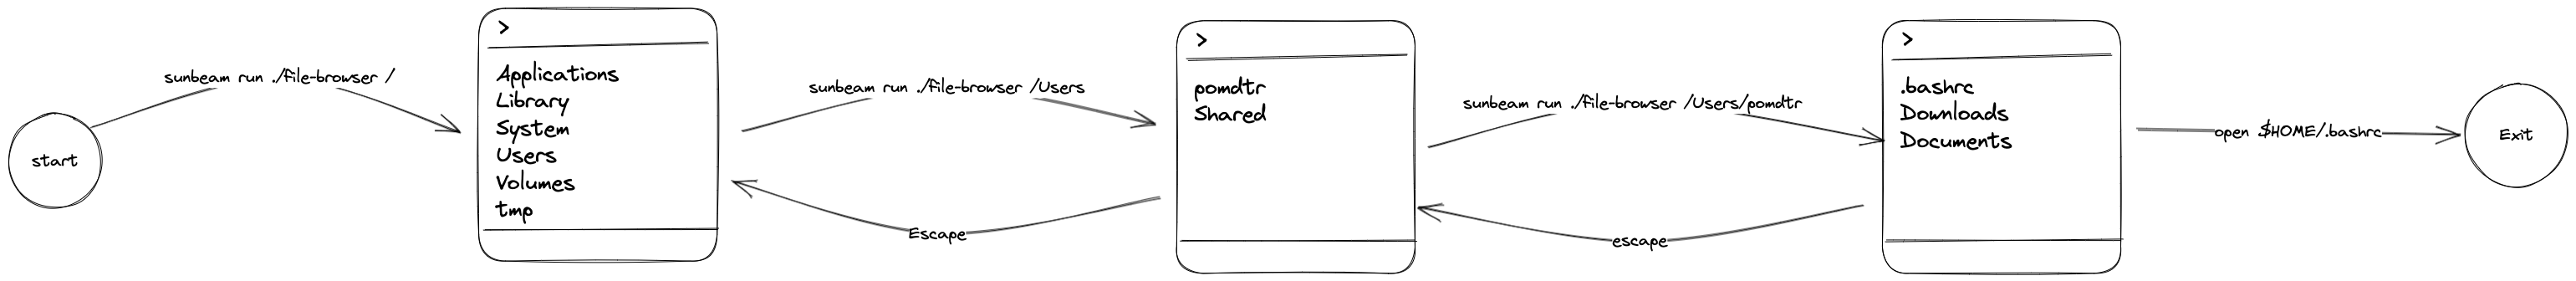 start
sunbeam run ./file-browser /
>
Applications
Library
System
Users
Volumes
tmp
sunbeam run ./file-browser /Users
Escape
>
pomdtr
Shared
sunbeam run ./file-browser /Users/pomdtr
escape
>
.bashrc
Downloads
Documents
open $HOME/.bashrc
Exit